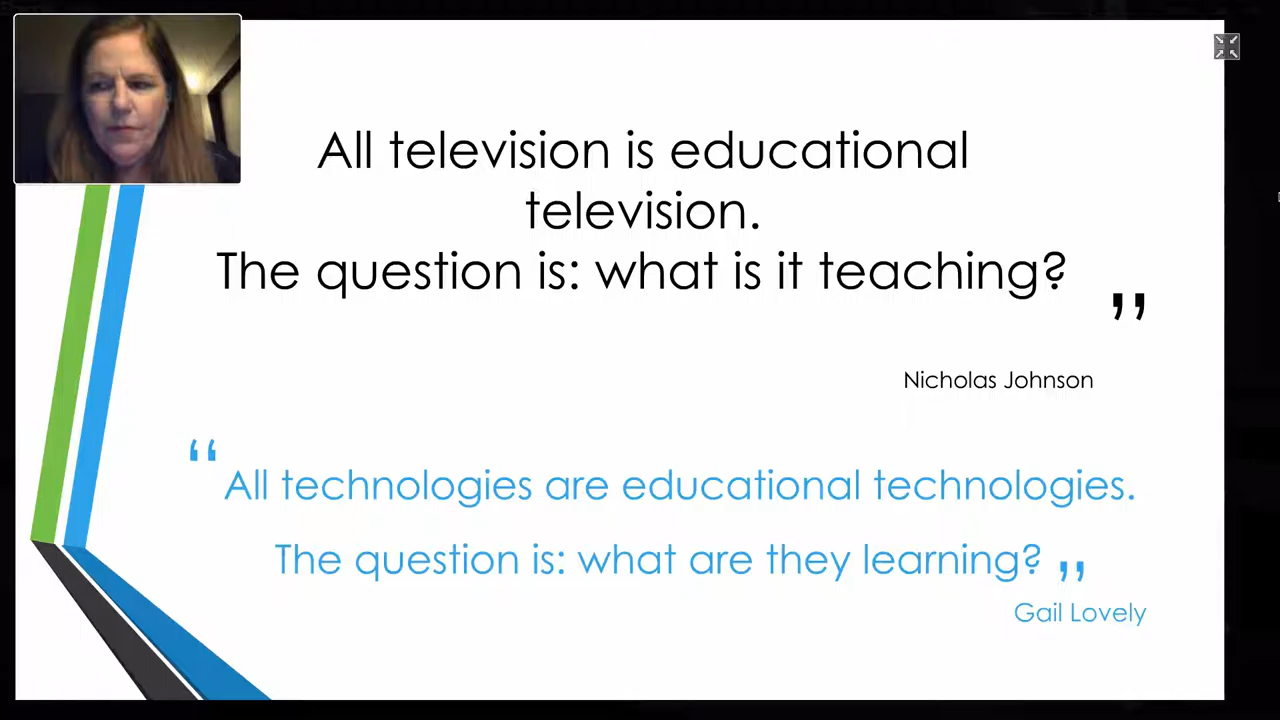 All television is educational
television.
The question is: what is it teaching?
”
Nicholas Johnson
“All technologies are educational technologies.
The question is: what are they learning?”
Gail Lovely